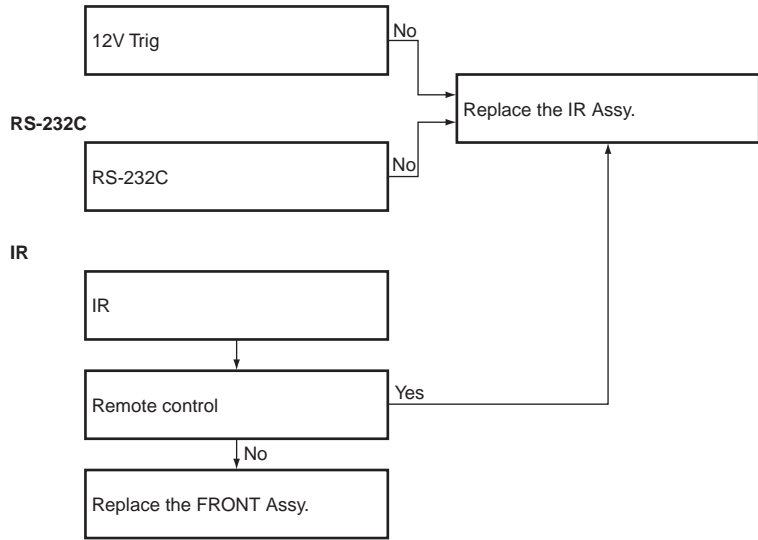 12V Trig
No
Replace the IR Assy.
RS-232C
RS-232C
No
IR
IR
Remote control
Yes
No
Replace the FRONT Assy.